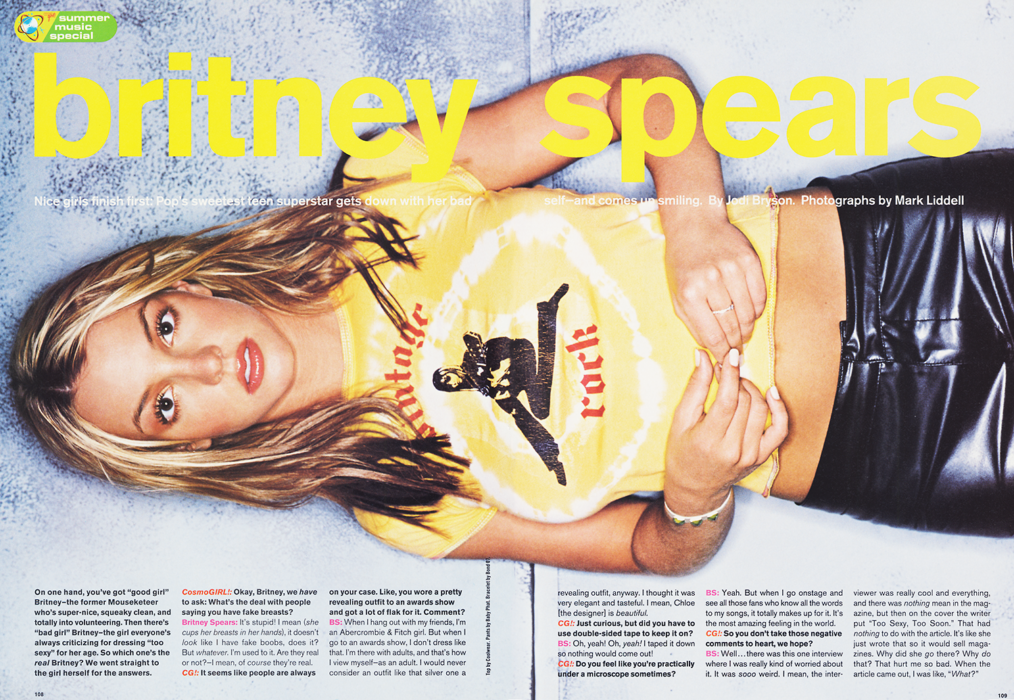 summer
music
special
britney spears
Nice girls finish first: Pop's sweetest teen superstar gets down with her bad self—and comes up smiling. By Jodi Bryson. Photographs by Mark Liddell
rock
On one hand, you've got "good girl"
Britney–the former Mouseketeer
who's super-nice, squeaky clean, and
totally into volunteering. Then there's
"bad girl" Britney–the girl everyone's
always criticizing for dressing "too
sexy" for her age. So which one's the
real Britney? We went straight to
the girl herself for the answers.
CosmoGIRL!: Okay, Britney, we have
to ask: What's the deal with people
saying you have fake breasts?
Britney Spears: It's stupid! I mean (she
cups her breasts in her hands), it doesn't
look like I have fake boobs, does it?
But whatever. I'm used to it. Are they real
or not?–I mean, of course they're real.
CG!: It seems like people are always
on your case. Like, you wore a pretty
revealing outfit to an awards show
and got a lot of flak for it. Comment?
BS: When I hang out with my friends, I'm
an Abercrombie & Fitch girl. But when I
go to an awards show, I don't dress like
that. I'm there with adults, and that's how
I view myself–as an adult. I would never
consider an outfit like that silver one a
Top by Customear. Pants by Baby Phat. Bracelet by
revealing outfit, anyway. I thought it was
very elegant and tasteful. I mean, Chloe
[the designer] is beautiful.
CG!: Just curious, but did you have to
use double-sided tape to keep it on?
BS: Oh, yeah! Oh, yeah! I taped it down
so nothing would come out!
CG!: Do you feel like you're practically
under a microscope sometimes?
BS: Yeah. But when I go onstage and
see all those fans who know all the words
to my songs, it totally makes up for it. It's
the most amazing feeling in the world.
CG!: So you don't take those negative
comments to heart, we hope?
BS: Well...there was this one interview
where I was really kind of worried about
it. It was sooo weird. I mean, the inter-
viewer was really cool and everything,
and there was nothing mean in the mag-
azine, but then on the cover the writer
put "Too Sexy, Too Soon." That had
nothing to do with the article. It's like she
just wrote that so it would sell maga-
zines. Why did she go there? Why do
that? That hurt me so bad. When the
article came out, I was like, "What?"
108
109